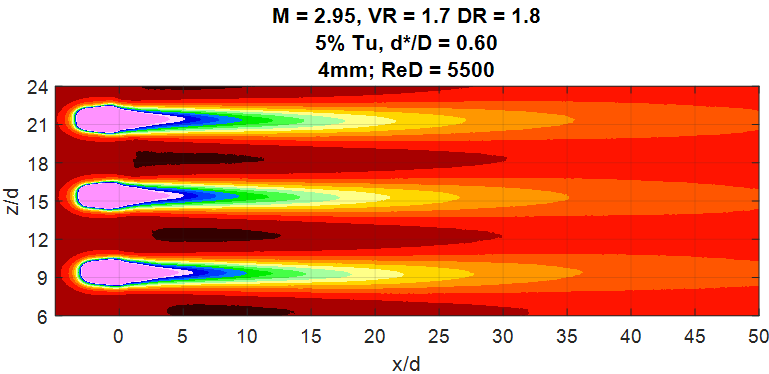 M = 2.95, VR = 1.7 DR = 1.8
5% Tu, d*/D = 0.60
4mm; ReD = 5500
24
21
18
15
12
9
6
z/d
0 5 10 15 20 25 30 35 40 45 50
x/d